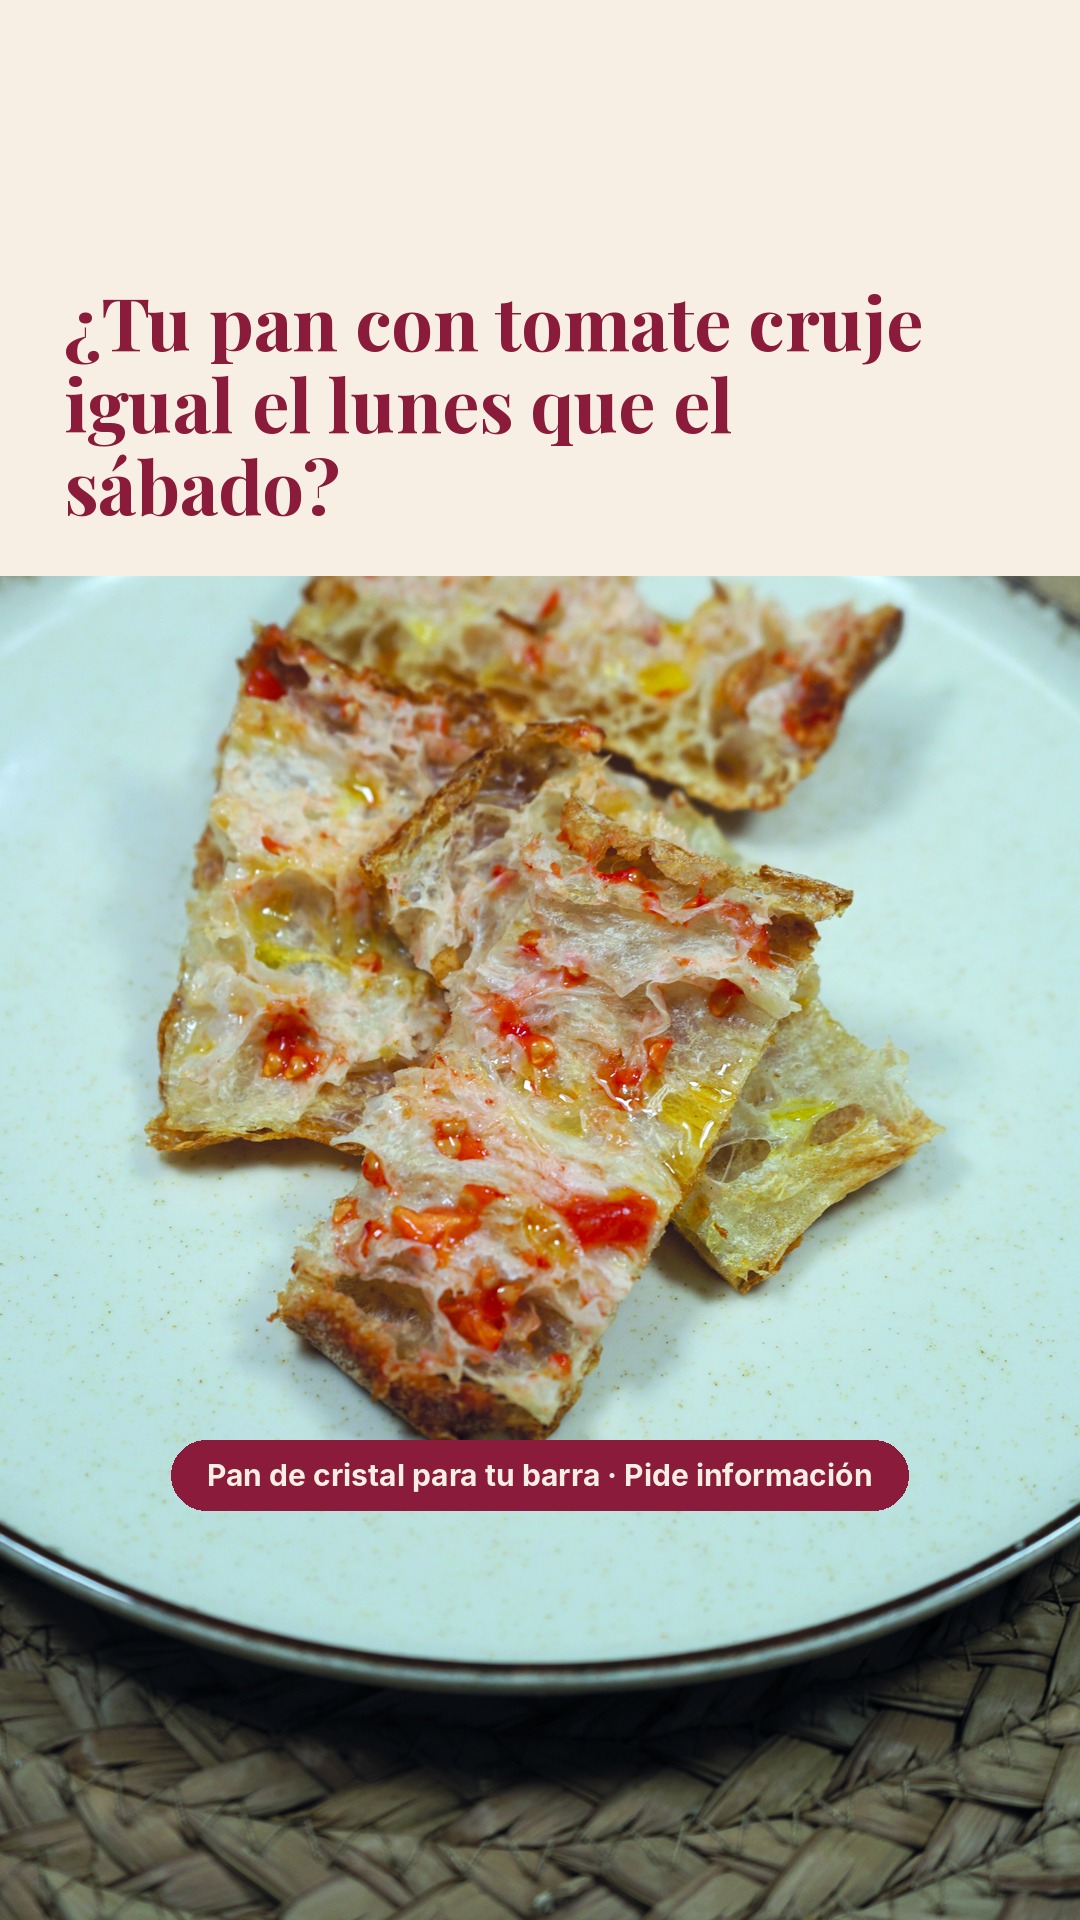 ¿Tu pan con tomate cruje
igual el lunes que el
sábado?
Pan de cristal para tu barra · Pide información